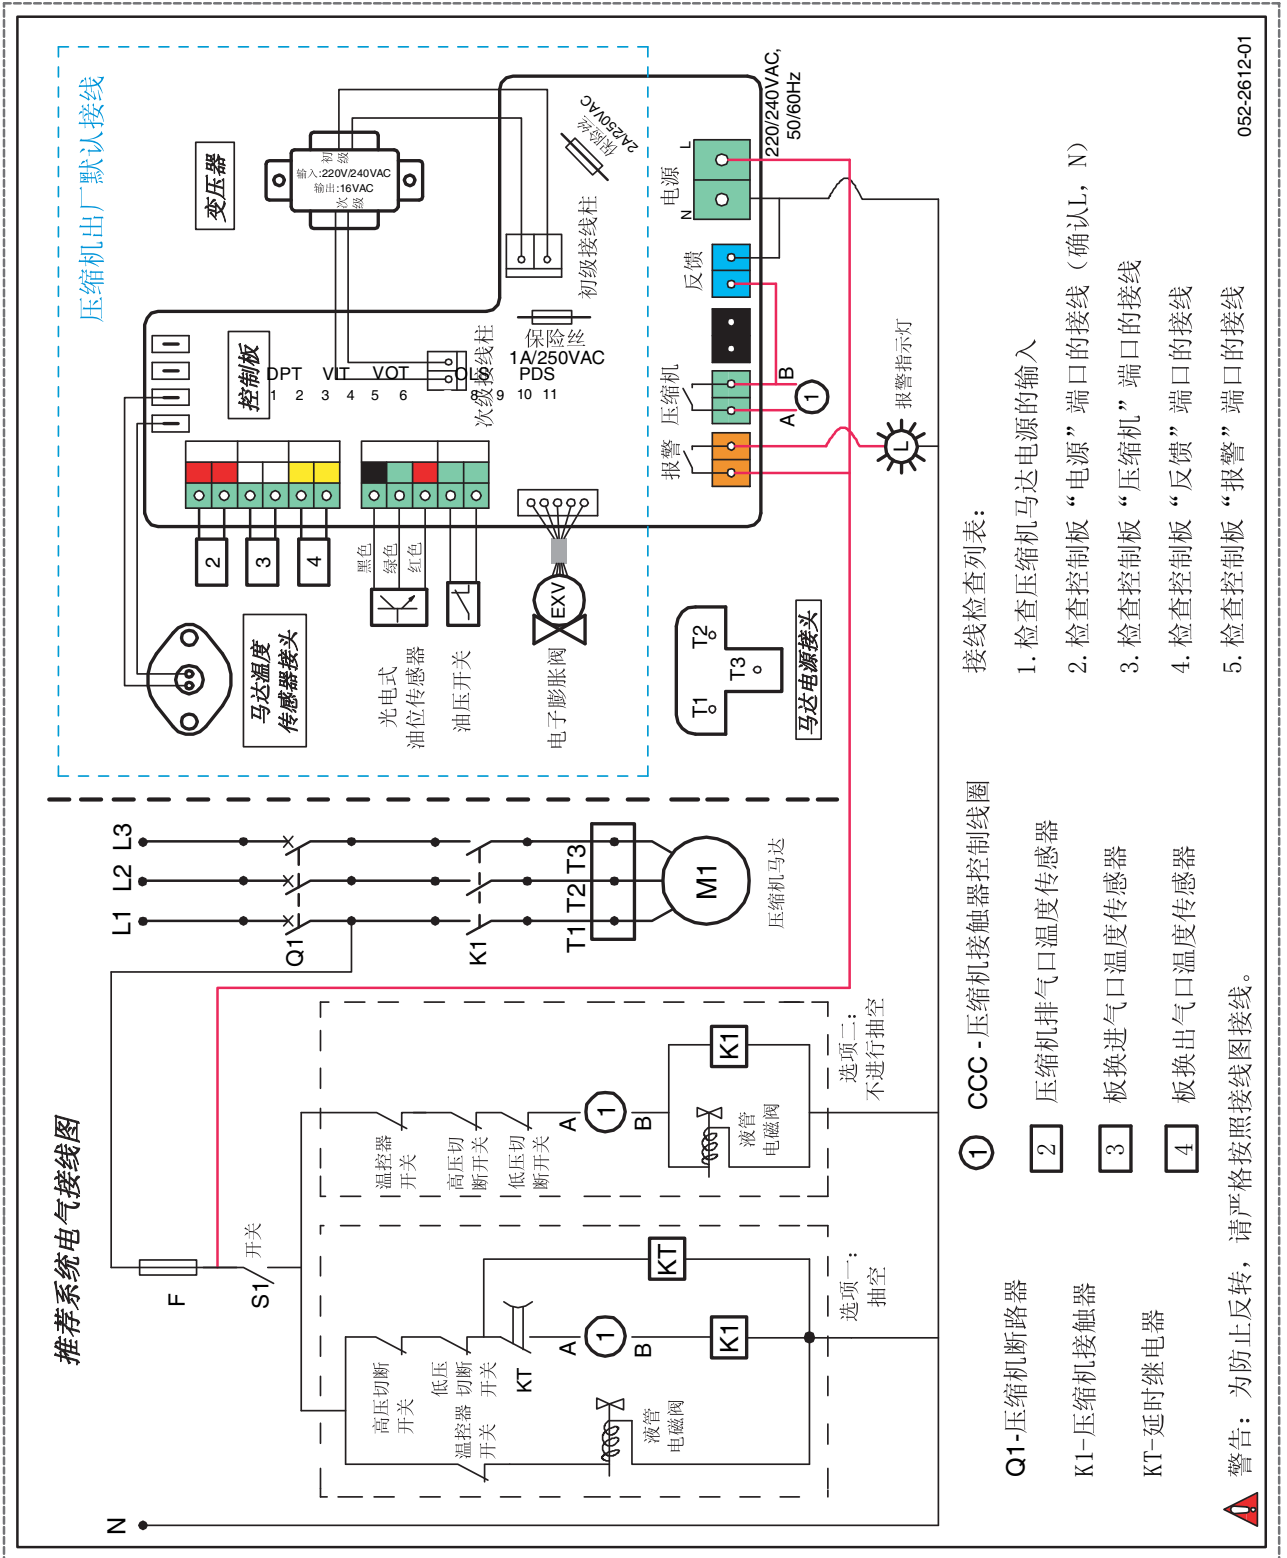 推荐系统电气接线图
N
L1
L2
L3
Q1
K1
T1
T2
T3
M1
压缩机马达
F
S1
开关
高压切断
开关
低压
切断
开关
温控器
开关
KT
A
1
B
KT
K1
液管
电磁阀
选项一:
抽空
温控器
开关
高压切
断开关
低压切
断开关
A
1
B
K1
液管
电磁阀
选项二:
不进行抽空
压缩机出厂默认接线
变压器
初 级
输入:220V/240VAC
输出:16VAC
次 级
控制板
DPT VIT VOT OLS PDS
1 2 3 4 5 6 8 9 10 11
次级接线柱
保险丝
1A/250VAC
初级接线柱
保险丝
2A/250VAC
2
3
4
马达温度
传感器接头
黑色
绿色
红色
光电式
油位传感器
油压开关
EXV
电子膨胀阀
T1
T2
T3
马达电源接头
报警
压缩机
反馈
电源
N
L
220/240VAC,
50/60Hz
A
B
1
L
报警指示灯
接线检查列表:
1. 检查压缩机马达电源的输入
2. 检查控制板“电源”端口的接线（确认L, N）
3. 检查控制板“压缩机”端口的接线
4. 检查控制板“反馈”端口的接线
5. 检查控制板“报警”端口的接线
1 CCC - 压缩机接触器控制线圈
2 压缩机排气口温度传感器
3 板换进气口温度传感器
4 板换出气口温度传感器
Q1-压缩机断路器
K1-压缩机接触器
KT-延时继电器
警告: 为防止反转, 请严格按照接线图接线。
052-2612-01